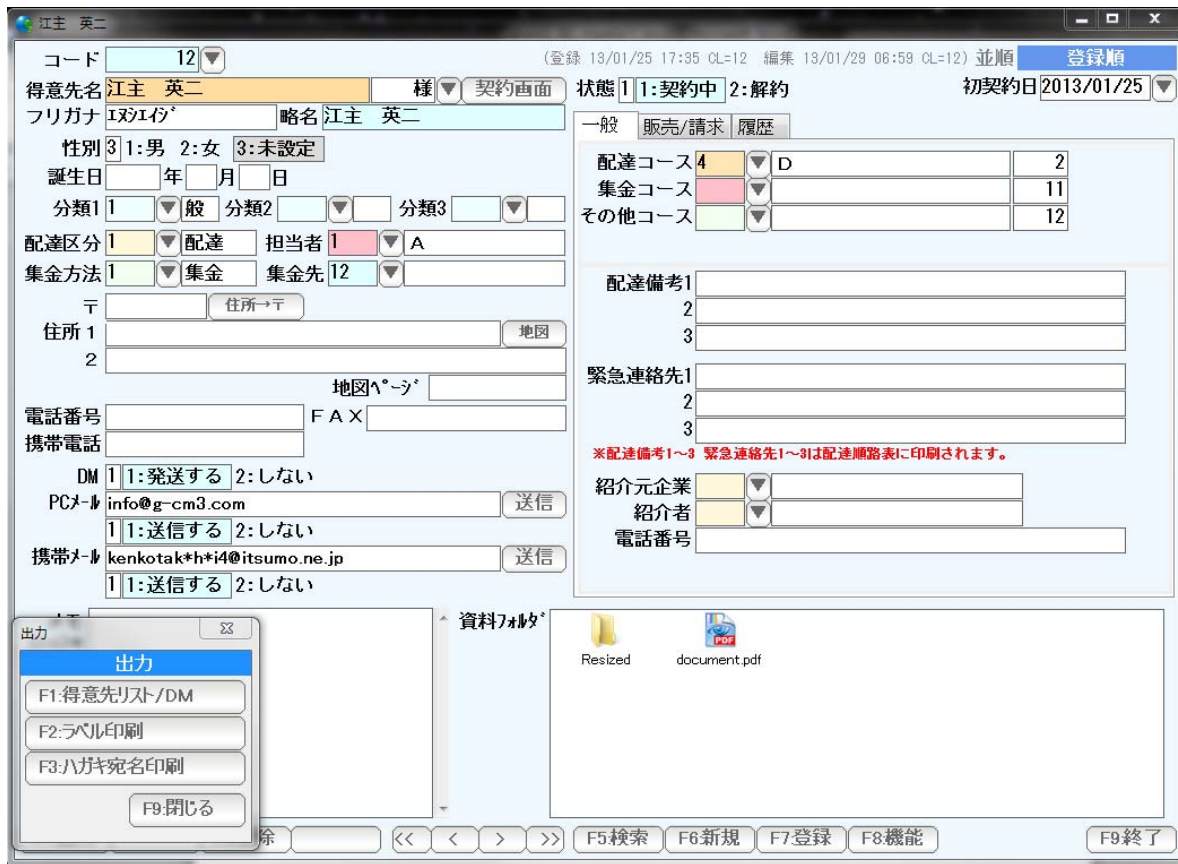 江主　英二
コード 12 (登録 13/01/25 17:35 CL=12 編集 13/01/29 06:59 CL=12) 並順 登録順
得意先名 江主　英二 様 契約画面 状態 1 1:契約中 2:解約 初契約日 2013/01/25
フリガナ ｴﾇｼｴｲｼﾞ 略名 江主　英二
一般 販売/請求 履歴
性別 3 1:男 2:女 3:未設定
誕生日 年 月 日
分類1 1 般 分類2 分類3
配達区分 1 配達 担当者 1 A
集金方法 1 集金 集金先 12
〒 住所→〒
住所1 地図
2
地図ﾍﾟｰｼﾞ
電話番号 FAX
携帯電話
DM 1 1:発送する 2:しない
PCﾒｰﾙ info@g-cm3.com 送信
1 1:送信する 2:しない
携帯ﾒｰﾙ kenkotak*h*i4@itsumo.ne.jp 送信
1 1:送信する 2:しない
配達コース 4 D 2
集金コース 11
その他コース 12
配達備考1
2
3
緊急連絡先1
2
3
※配達備考1～3 緊急連絡先1～3は配達順路表に印刷されます。
紹介元企業
紹介者
電話番号
資料ﾌｫﾙﾀﾞ
Resized document.pdf
出力
出力
F1:得意先リスト/DM
F2:ラベル印刷
F3:ハガキ宛名印刷
F9:閉じる
除 << < > >> F5検索 F6新規 F7登録 F8機能 F9終了